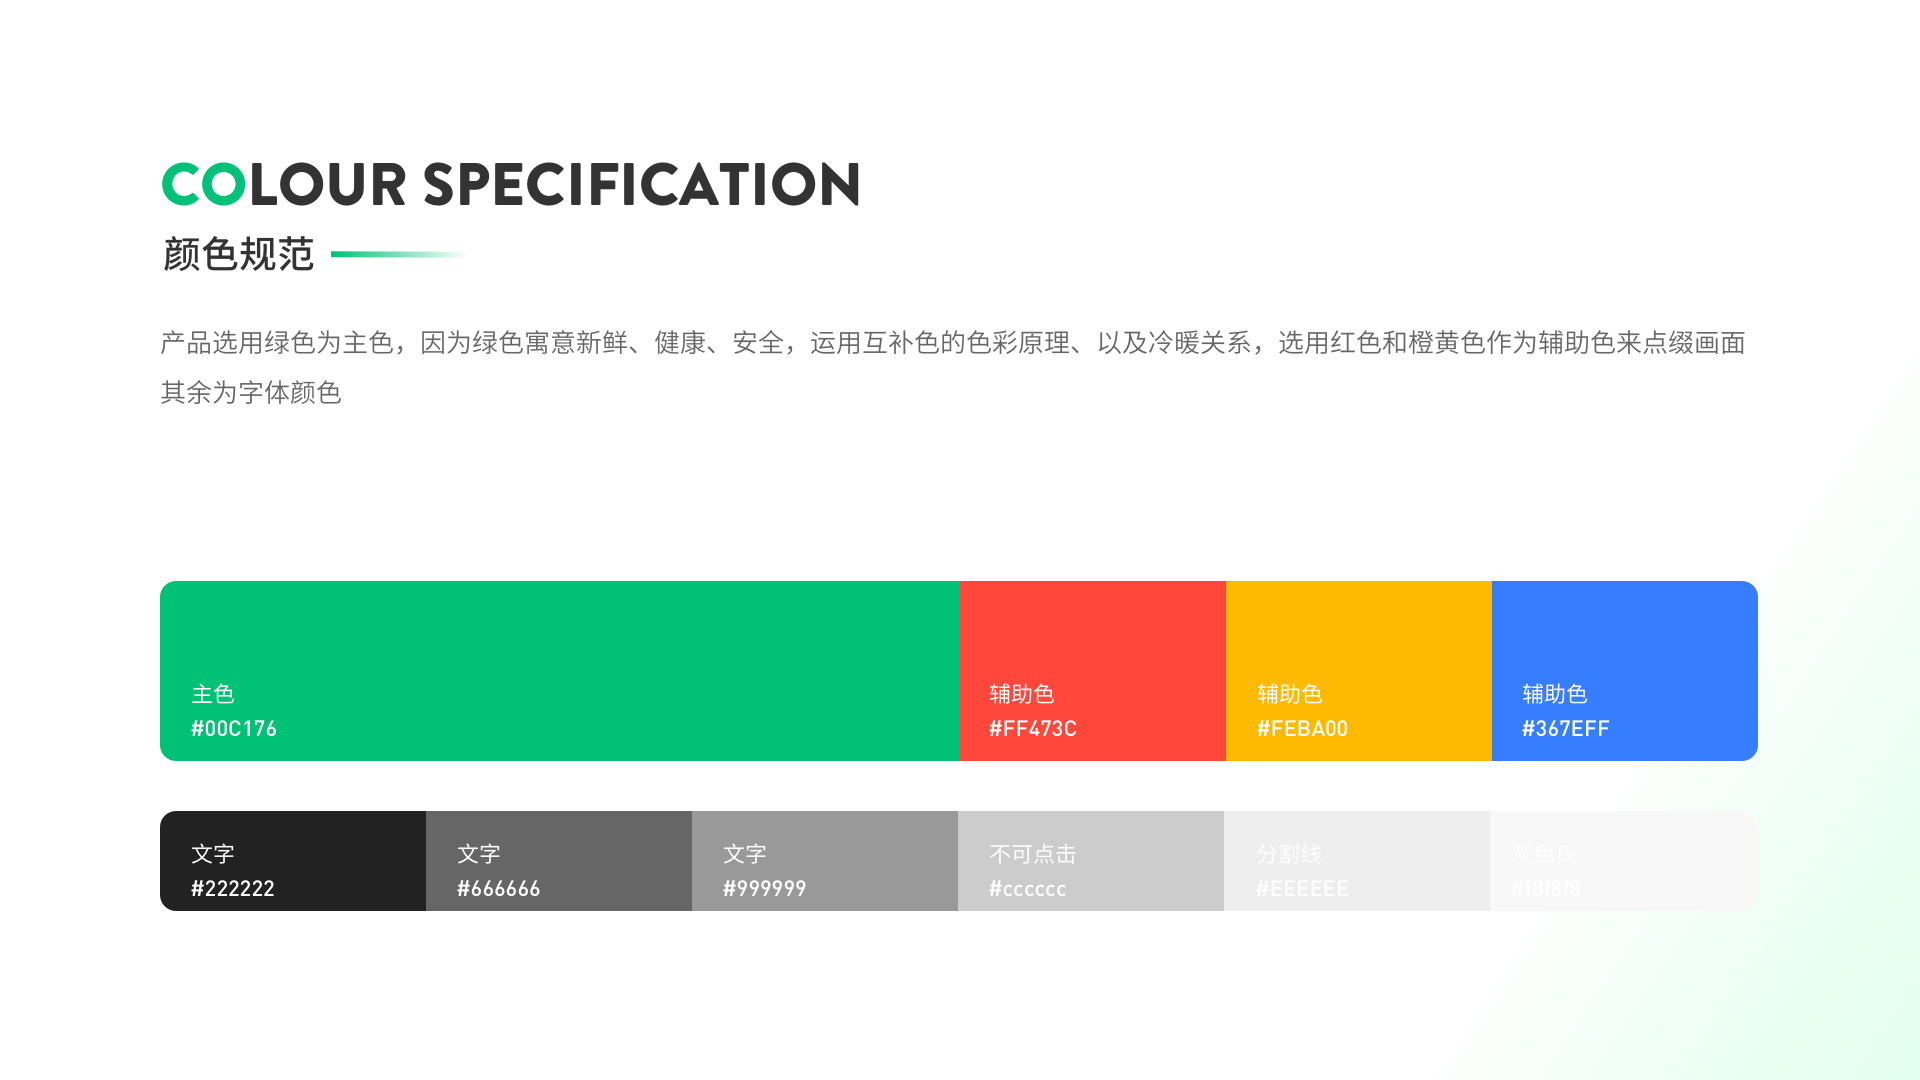 COLOUR SPECIFICATION
颜色规范
产品选用绿色为主色，因为绿色寓意新鲜、健康、安全，运用互补色的色彩原理、以及冷暖关系，选用红色和橙黄色作为辅助色来点缀画面
其余为字体颜色
主色
#00C176
辅助色
#FF473C
辅助色
#FEBA00
辅助色
#367EFF
文字
#222222
文字
#666666
文字
#999999
不可点击
#cccccc
分割线
#EEEEEE
灰色氐
#f8f8f8